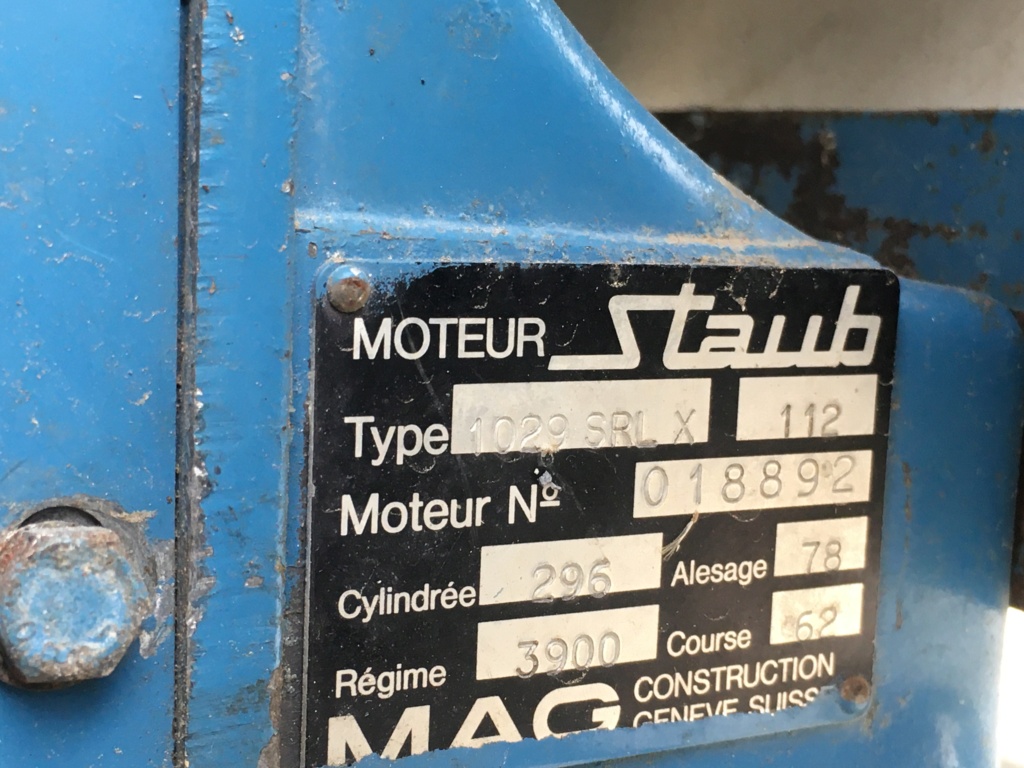 MOTEUR Staub
Type 1029 SRL X 112
Moteur Nº 018892
Cylindrée 296 Alesage 78
Régime 3900 Course 62
MAG CONSTRUCTION
GENEVE SUISSE